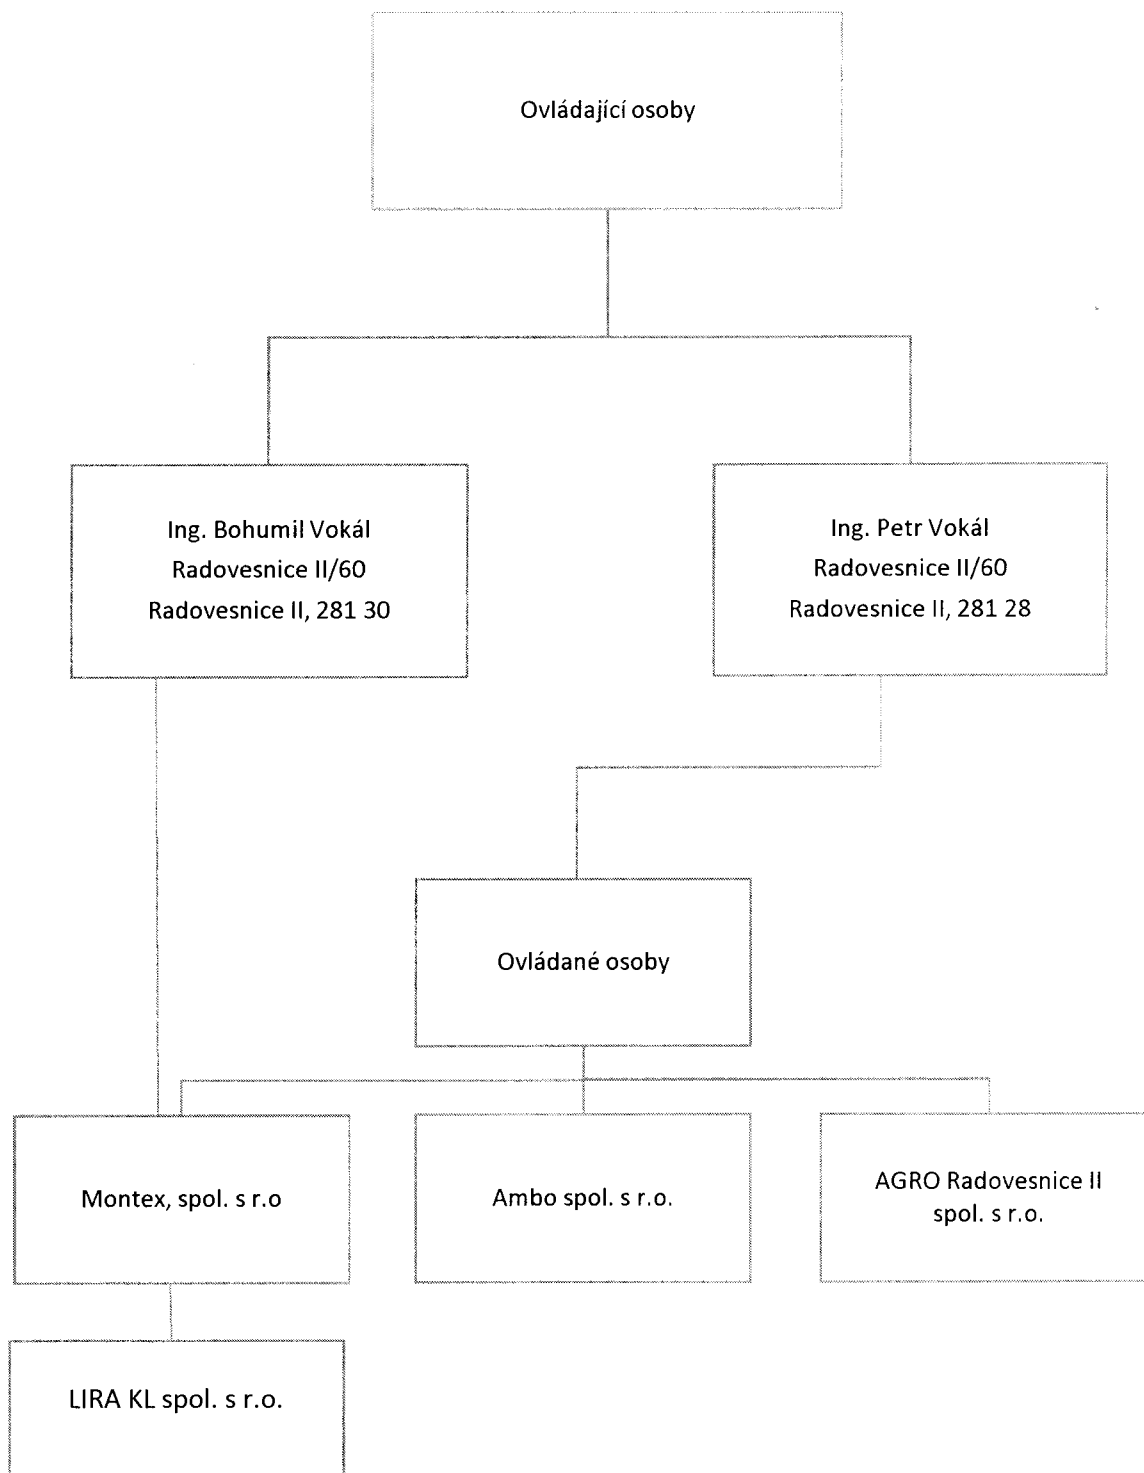 Ovládající osoby
Ing. Bohumil Vokál
Radovesnice II/60
Radovesnice II, 281 30
Ing. Petr Vokál
Radovesnice II/60
Radovesnice II, 281 28
Ovládané osoby
Montex, spol. s r.o
Ambo spol. s r.o.
AGRO Radovesnice II
spol. s r.o.
LIRA KL spol. s r.o.